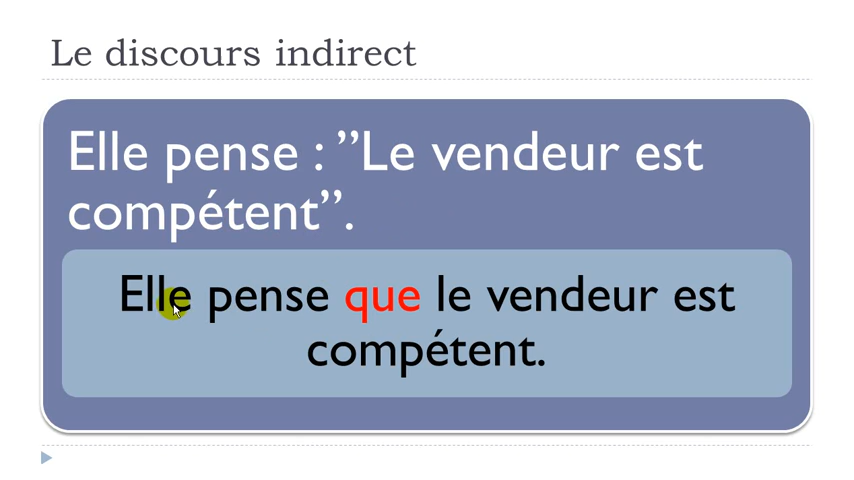 Le discours indirect
Elle pense : ”Le vendeur est
compétent”.
Elle pense que le vendeur est
compétent.